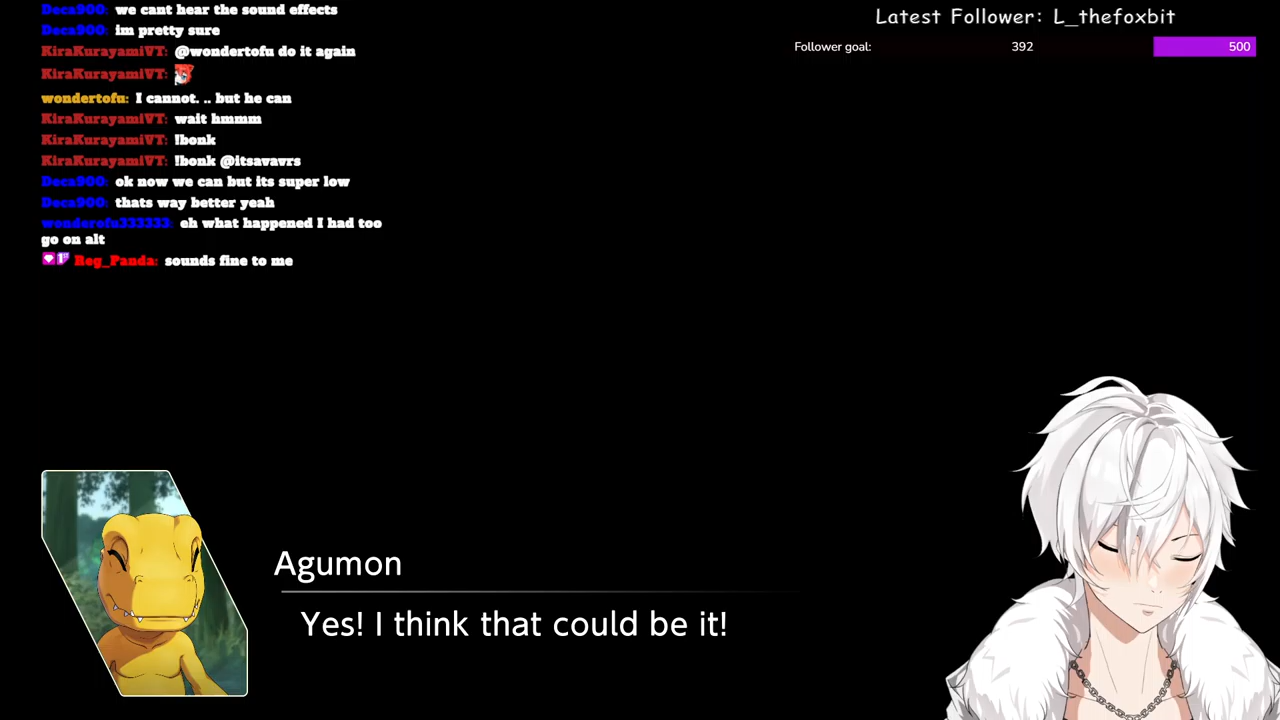 Deca900: we cant hear the sound effects
Deca900: im pretty sure
KiraKurayamiVT: @wondertofu do it again
KiraKurayamiVT:
wondertofu: I cannot. .. but he can
KiraKurayamiVT: wait hmmm
KiraKurayamiVT: !bonk
KiraKurayamiVT: !bonk @itsavavrs
Deca900: ok now we can but its super low
Deca900: thats way better yeah
wonderofu333333: eh what happened I had too
go on alt
Reg_Panda: sounds fine to me
Latest Follower: L_thefoxbit
Follower goal: 392 500
Agumon
Yes! I think that could be it!